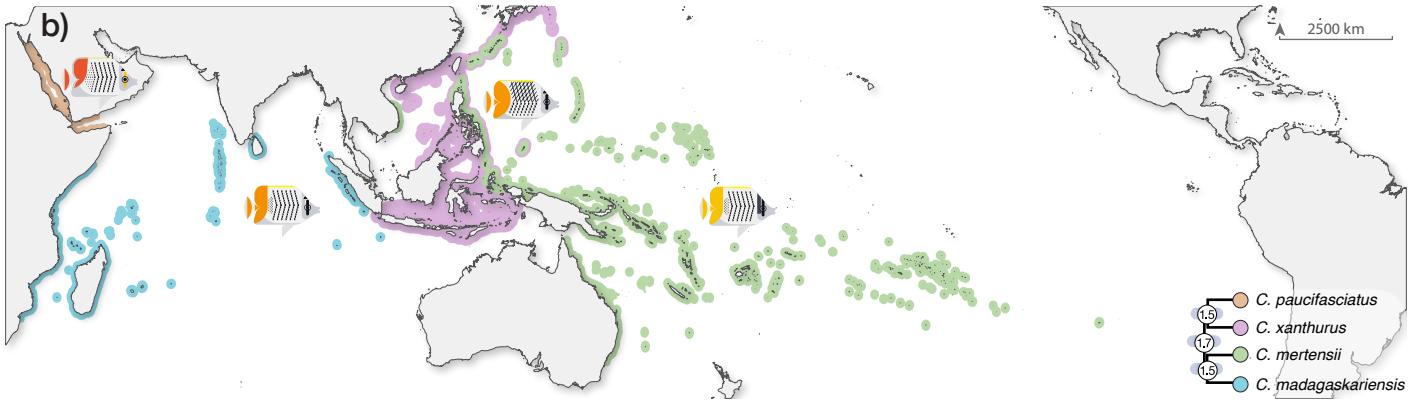 b)
2500 km
1.5
C. paucifasciatus
C. xanthurus
1.7
C. mertensii
1.5
C. madagaskariensis